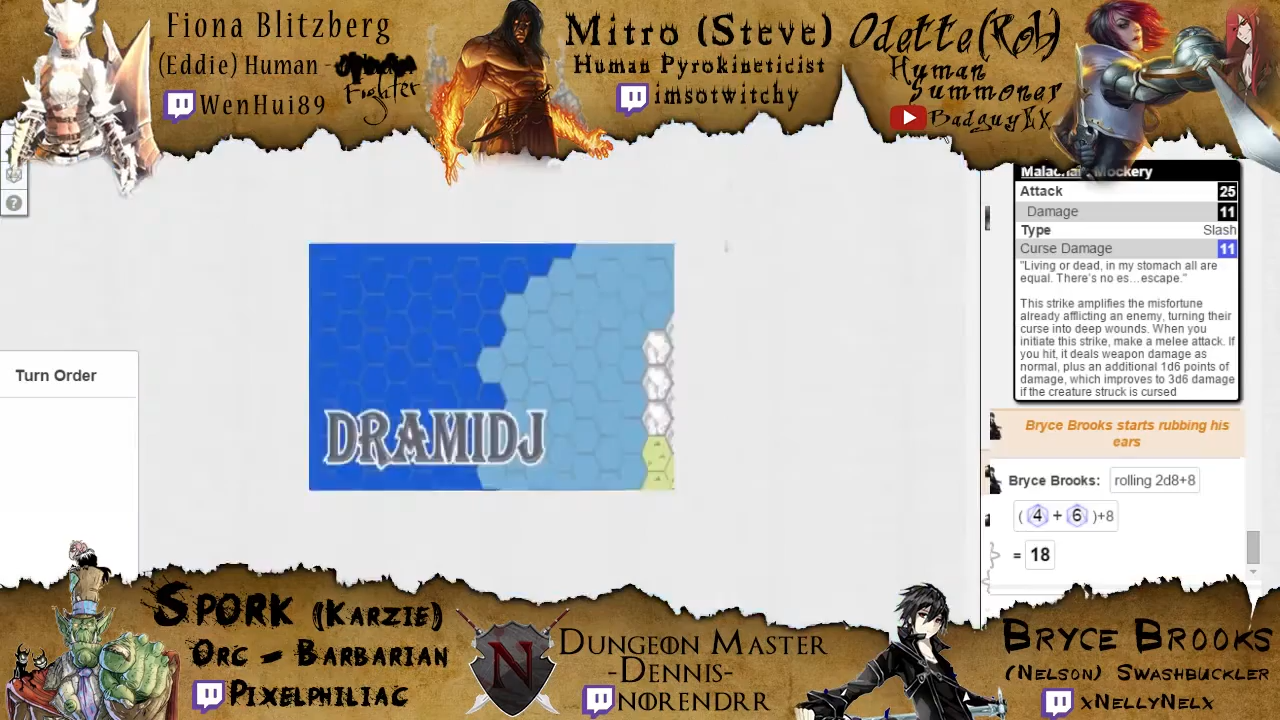 Fiona Blitzberg
(Eddie) Human -
Fighter
WenHui89
Mitro (Steve)
Human Pyrokineticist
imsotwitchy
Odette(Rob)
Human
Summoner
BadguyEX
Mockery
Attack 25
Damage 11
Type Slash
Curse Damage 11
"Living or dead, in my stomach all are
equal. There's no es…escape."
This strike amplifies the misfortune
already afflicting an enemy, turning their
curse into deep wounds. When you
initiate this strike, make a melee attack. If
you hit, it deals weapon damage as
normal, plus an additional 1d6 points of
damage, which improves to 3d6 damage
if the creature struck is cursed
Bryce Brooks starts rubbing his
ears
Bryce Brooks: rolling 2d8+8
(4 + 6)+8
= 18
Turn Order
DRAMIDJ
Spork (Karzie)
Orc - Barbarian
Pixelphiliac
N
Dungeon Master
-Dennis-
norendrr
Bryce Brooks
(Nelson) Swashbuckler
xNellyNelx